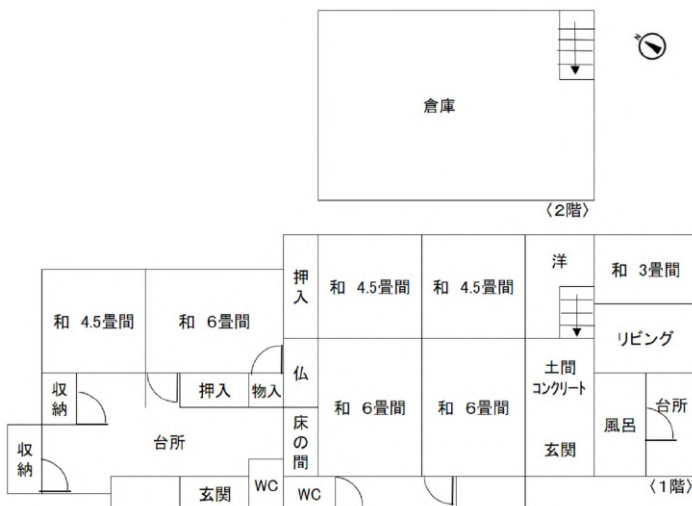 N
倉庫
〈2階〉
押入
和 4.5畳間
和 4.5畳間
洋
和 3畳間
和 4.5畳間
和 6畳間
リビング
収納
押入
物入
仏
和 6畳間
和 6畳間
土間
コンクリート
台所
収納
台所
床の間
玄関
風呂
玄関
WC
WC
〈1階〉